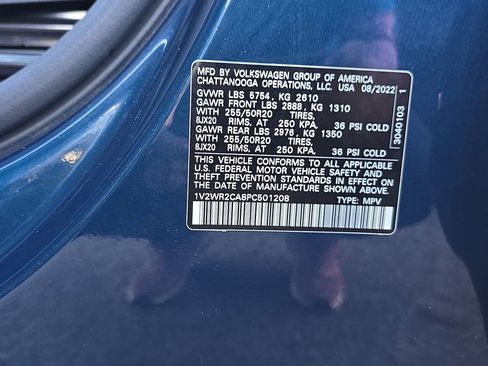 MFD BY VOLKSWAGEN GROUP OF AMERICA
CHATTANOOGA OPERATIONS, LLC. USA 08/2022
GVWR LBS 5754, KG 2610
GAWR FRONT LBS 2888, KG 1310
WITH 255/50R20 TIRES,
8JX20 RIMS, AT 250 KPA, 36 PSI COLD
GAWR REAR LBS 2976, KG 1350
WITH 255/50R20 TIRES,
8JX20 RIMS, AT 250 KPA, 36 PSI COLD
THIS VEHICLE CONFORMS TO ALL APPLICABLE
U.S. FEDERAL MOTOR VEHICLE SAFETY AND
THEFT PREVENTION STANDARDS IN EFFECT ON THE
DATE OF MANUFACTURE SHOWN ABOVE.
1V2WR2CA8PC501208 TYPE: MPV
3040103 1